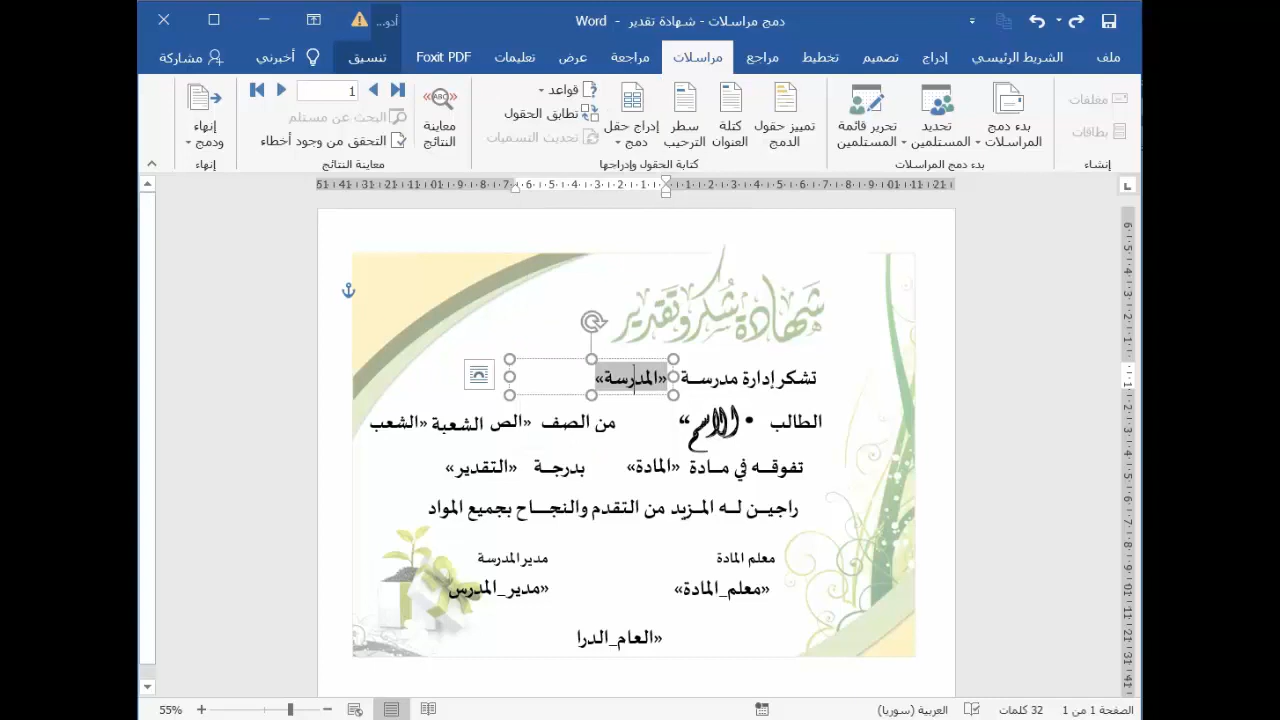 دمج مراسلات - شهادة تقدير - Word
أدو...
ملف الشريط الرئيسي إدراج تصميم تخطيط مراجع مراسلات مراجعة عرض تعليمات Foxit PDF تنسيق أخبرني مشاركة
مغلفات
بطاقات
إنشاء
بدء دمج المراسلات
تحديد المستلمين
تحرير قائمة المستلمين
بدء دمج المراسلات
تمييز حقول الدمج
كتلة العنوان
سطر الترحيب
إدراج حقل دمج
قواعد
تطابق الحقول
تحديث التسميات
كتابة الحقول وإدراجها
معاينة النتائج
1
البحث عن مستلم
التحقق من وجود أخطاء
معاينة النتائج
إنهاء ودمج
إنهاء
شهادة شكر وتقدير
تشكر إدارة مدرسة «المدرسة»
الطالب «الاسم» من الصف «الص الشعبة «الشعب
تفوقه في مادة «المادة» بدرجة «التقدير»
راجين له المزيد من التقدم والنجاح بجميع المواد
معلم المادة مدير المدرسة
«معلم_المادة» «مدير_المدرس
«العام_الدرا
الصفحة 1 من 1 32 كلمات العربية (سوريا) 55%